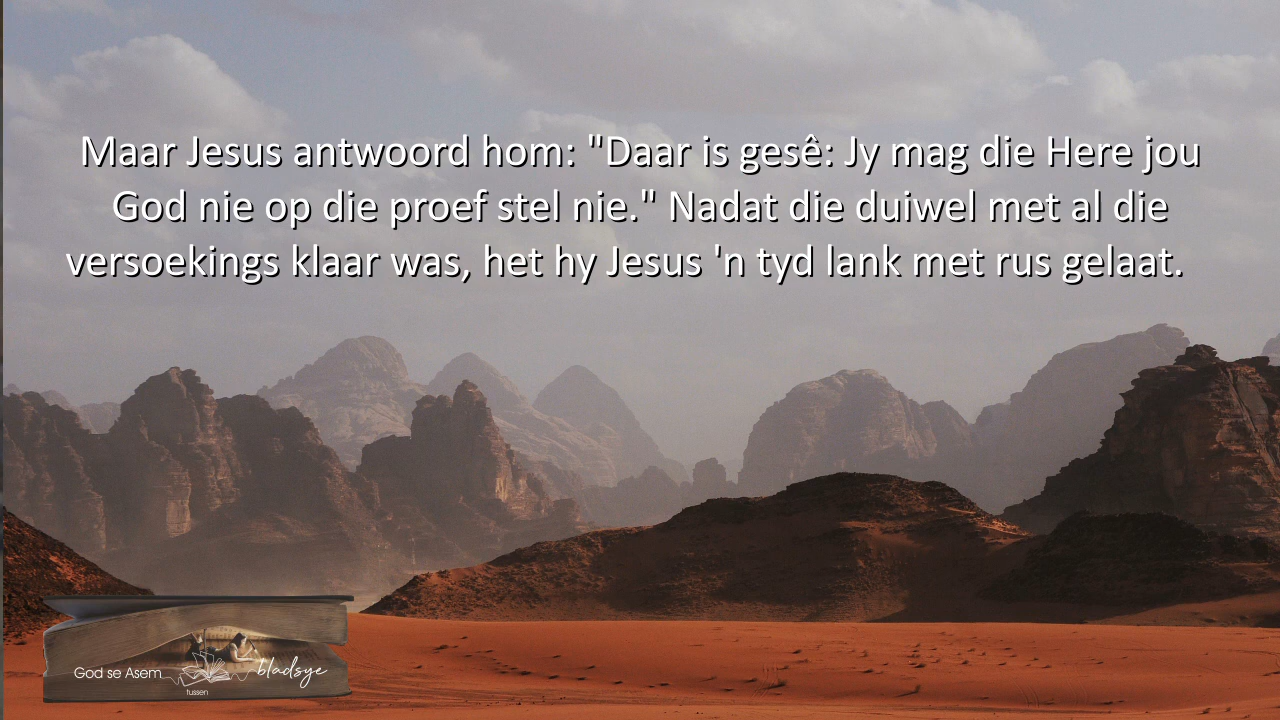 Maar Jesus antwoord hom: "Daar is gesê: Jy mag die Here jou
God nie op die proef stel nie." Nadat die duiwel met al die
versoekings klaar was, het hy Jesus 'n tyd lank met rus gelaat.
God se Asem
tussen
bladsye